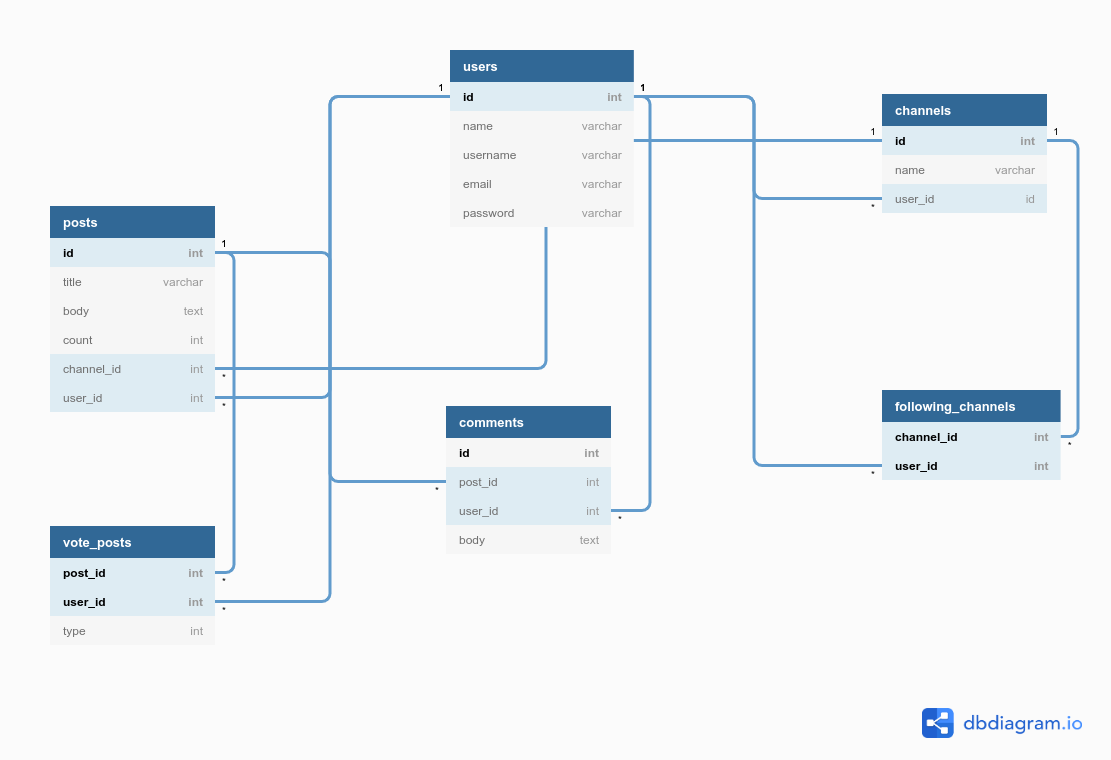 users
id int
name varchar
username varchar
email varchar
password varchar
1
1
channels
id int
name varchar
user_id id
1
1
*
posts
id int
title varchar
body text
count int
channel_id int
user_id int
1
*
*
comments
id int
post_id int
user_id int
body text
*
*
following_channels
channel_id int
user_id int
*
*
vote_posts
post_id int
user_id int
type int
*
*
dbdiagram.io